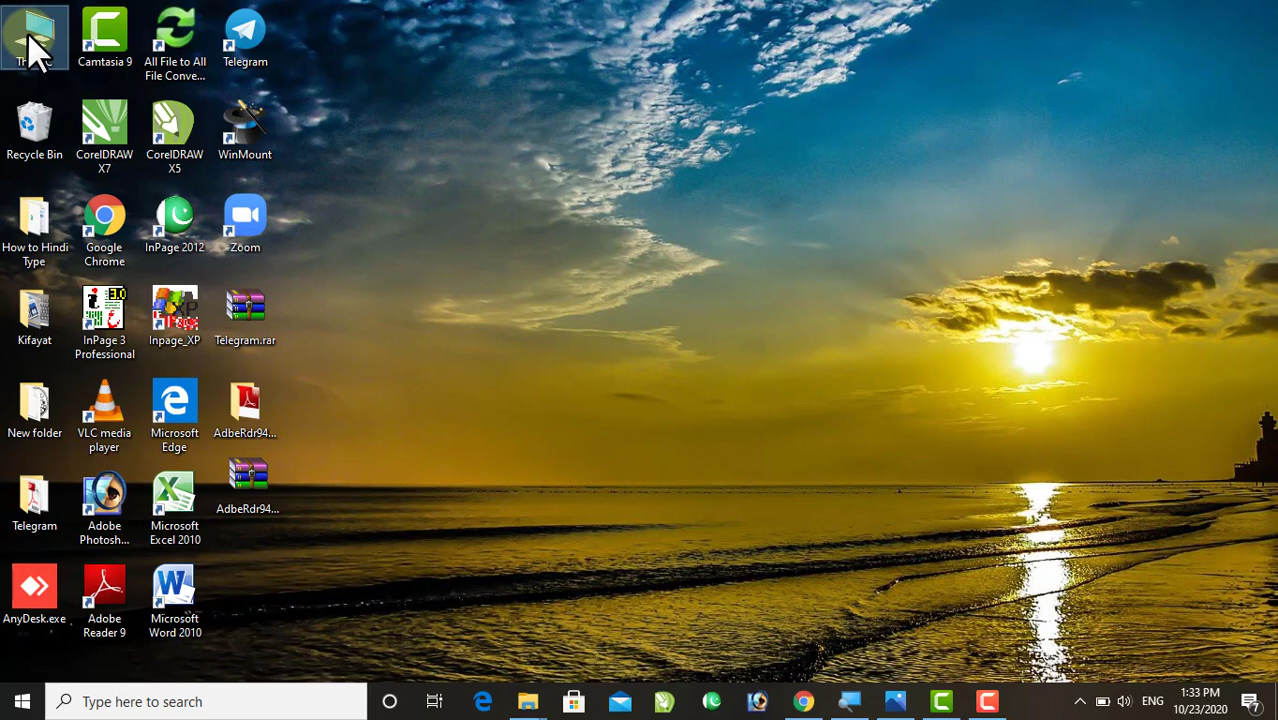 Camtasia 9
All File to All
File Conve...
Telegram
Recycle Bin
CorelDRAW
X7
CorelDRAW
X5
WinMount
How to Hindi
Type
Google
Chrome
InPage 2012
Zoom
Kifayat
3.0
InPage 3
Professional
Inpage_XP
Telegram.rar
New folder
VLC media
player
Microsoft
Edge
AdbeRdr94...
Telegram
Adobe
Photosh...
Microsoft
Excel 2010
AdbeRdr94...
AnyDesk.exe
Adobe
Reader 9
Microsoft
Word 2010
Type here to search
ENG
1:33 PM
10/23/2020
7